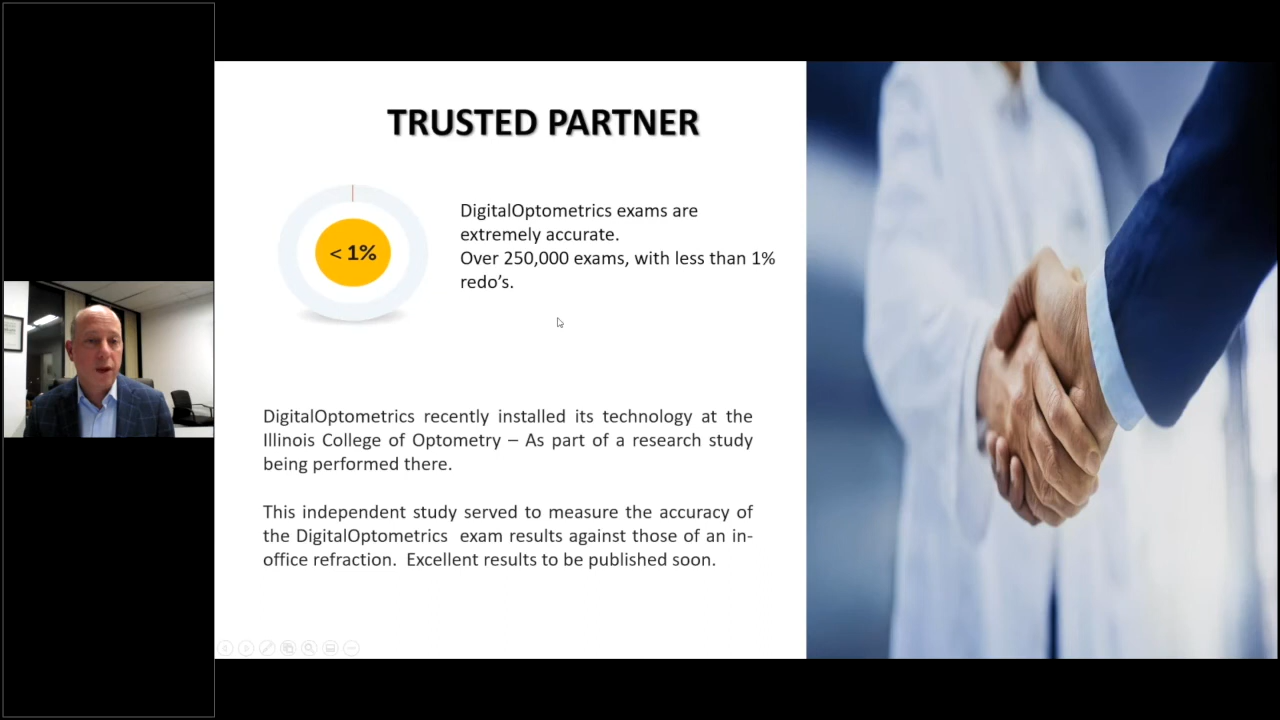 TRUSTED PARTNER
< 1%
DigitalOptometrics exams are
extremely accurate.
Over 250,000 exams, with less than 1%
redo’s.
DigitalOptometrics recently installed its technology at the
Illinois College of Optometry – As part of a research study
being performed there.
This independent study served to measure the accuracy of
the DigitalOptometrics exam results against those of an in-
office refraction. Excellent results to be published soon.